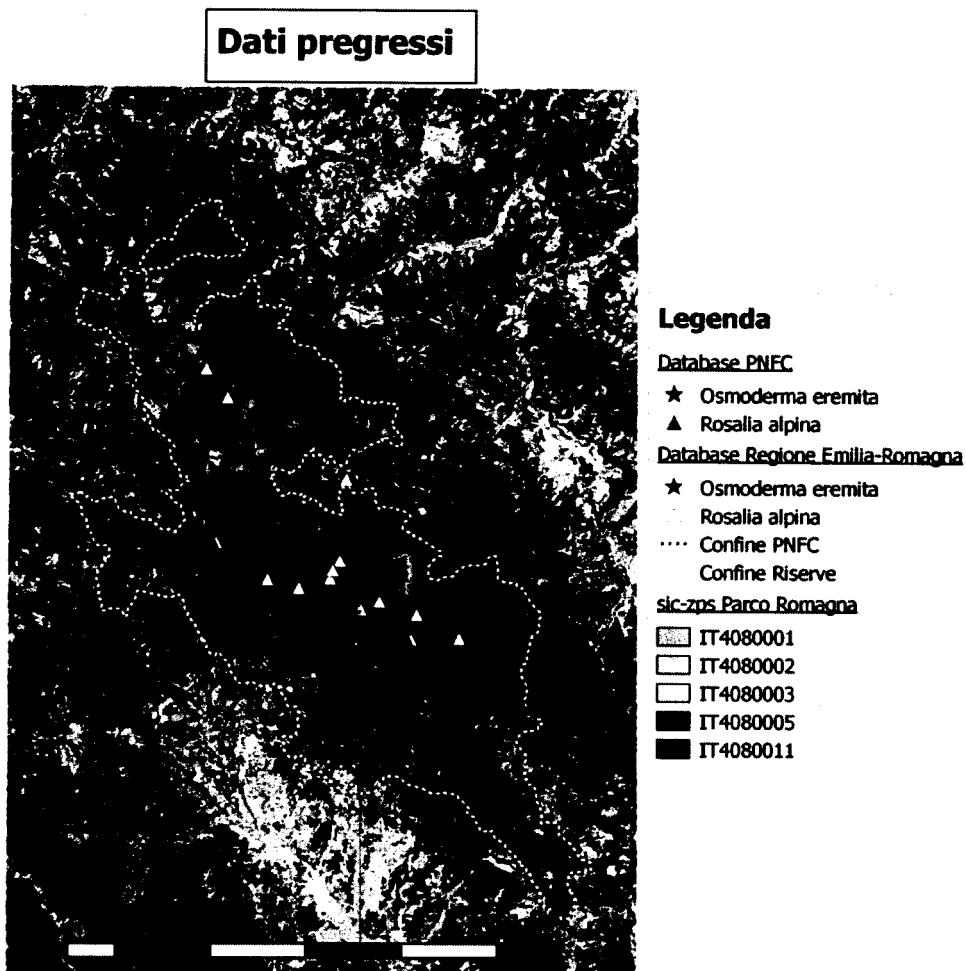 Dati pregressi
Legenda
Database PNFC
Osmoderma eremita
Rosalia alpina
Database Regione Emilia-Romagna
Osmoderma eremita
Rosalia alpina
Confine PNFC
Confine Riserve
sic-zps Parco Romagna
IT4080001
IT4080002
IT4080003
IT4080005
IT4080011